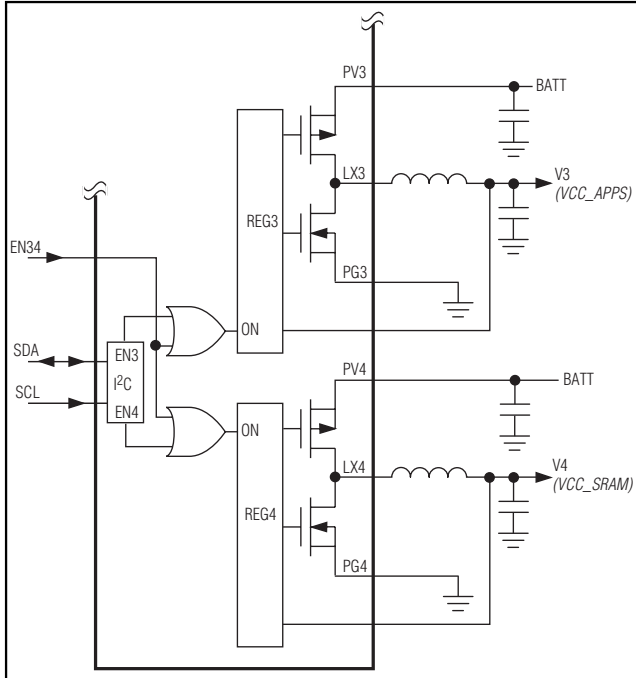 PV3
BATT
LX3
V3
(VCC_APPS)
REG3
EN34
PG3
ON
SDA
EN3
I²C
SCL
EN4
PV4
BATT
ON
LX4
V4
(VCC_SRAM)
REG4
PG4